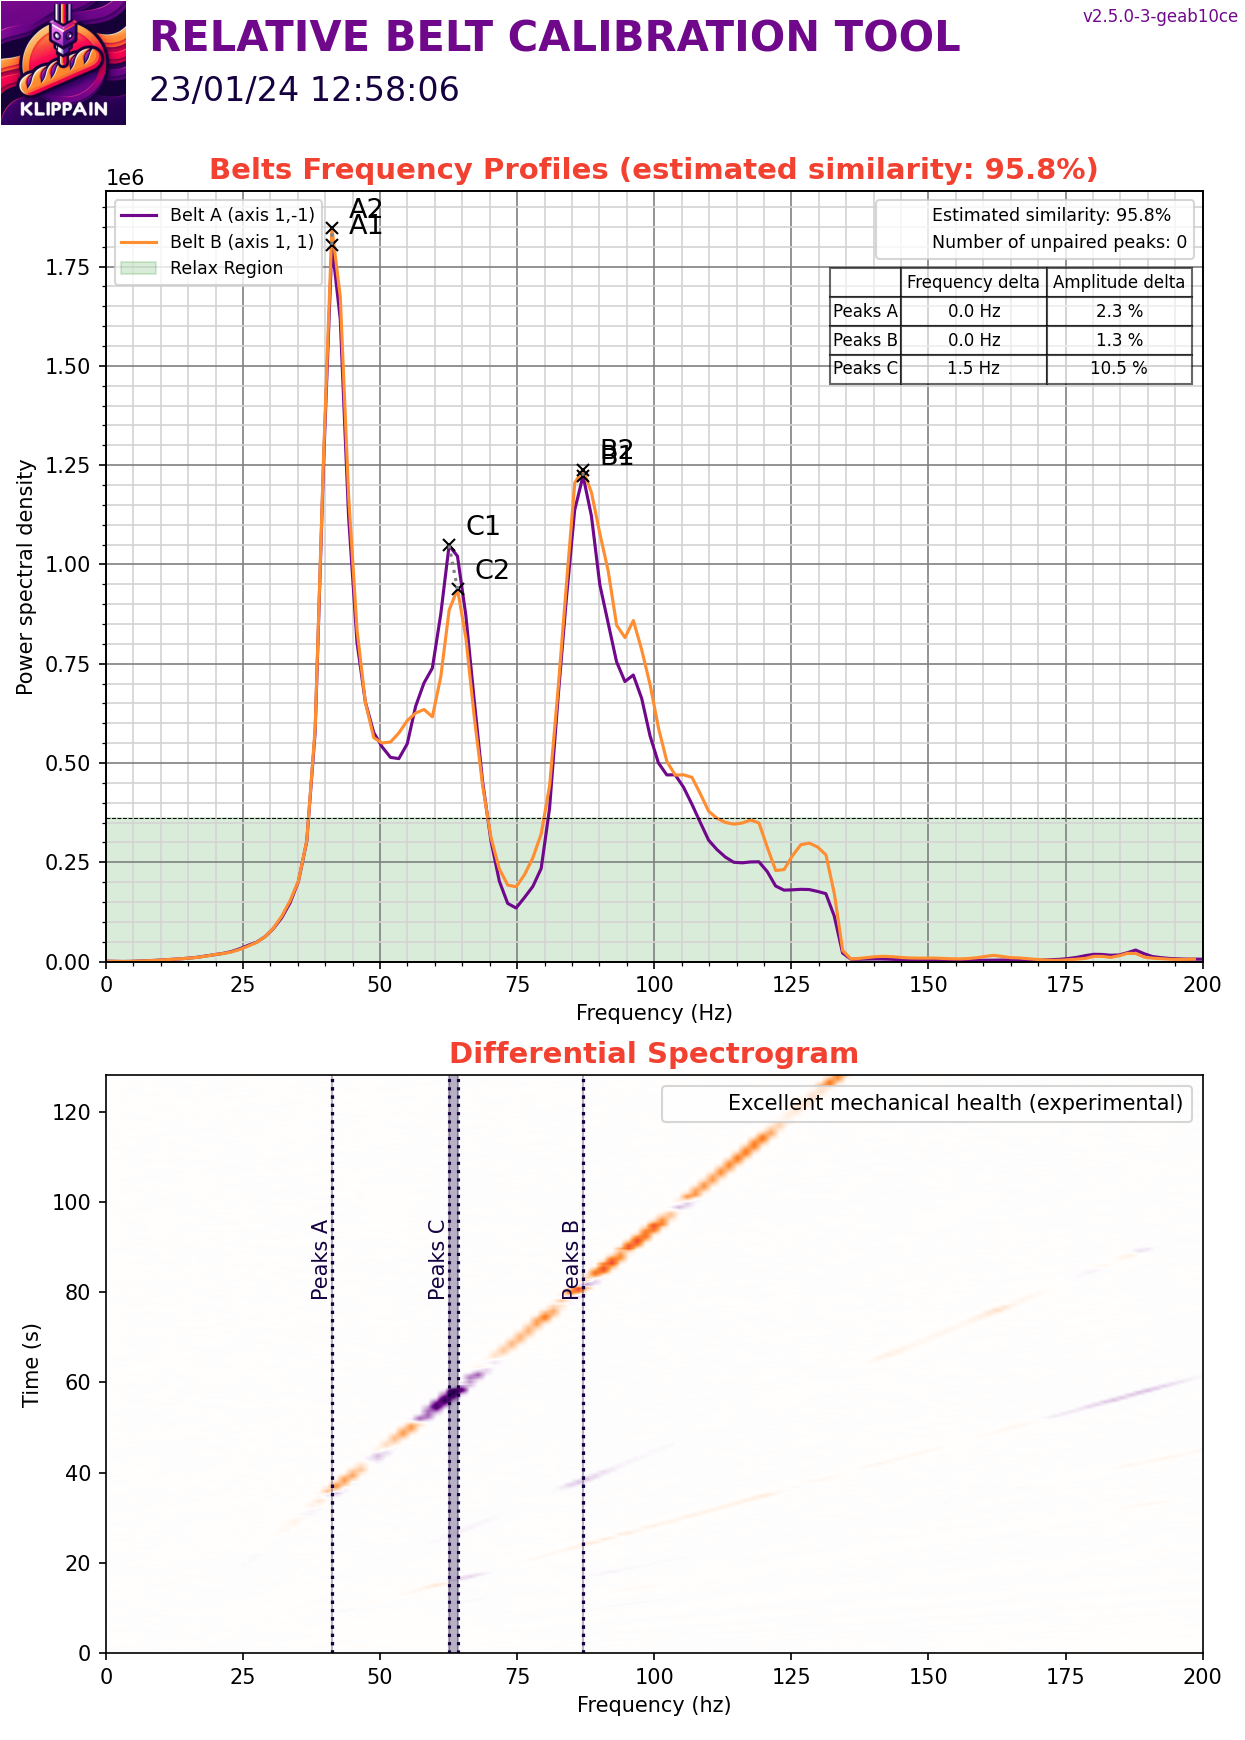 KLIPPAIN
RELATIVE BELT CALIBRATION TOOL
v2.5.0-3-geab10ce
23/01/24 12:58:06
Belts Frequency Profiles (estimated similarity: 95.8%)
1e6
Belt A (axis 1,-1)
Belt B (axis 1, 1)
Relax Region
A2
A1
Estimated similarity: 95.8%
Number of unpaired peaks: 0
Frequency delta Amplitude delta
Peaks A 0.0 Hz 2.3 %
Peaks B 0.0 Hz 1.3 %
Peaks C 1.5 Hz 10.5 %
B2
B1
C1
C2
Power spectral density
1.75
1.50
1.25
1.00
0.75
0.50
0.25
0.00
0 25 50 75 100 125 150 175 200
Frequency (Hz)
Differential Spectrogram
Excellent mechanical health (experimental)
Peaks A
Peaks C
Peaks B
Time (s)
120
100
80
60
40
20
0
0 25 50 75 100 125 150 175 200
Frequency (hz)